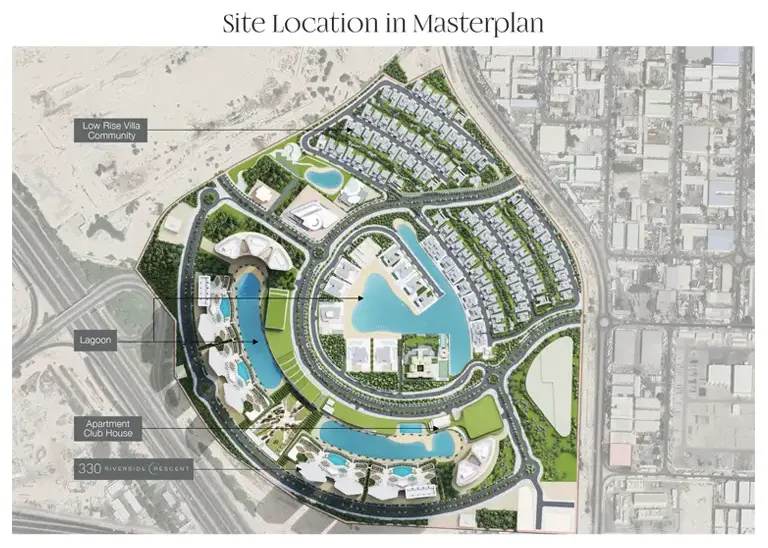 Site Location in Masterplan
Low Rise Villa
Community
Lagoon
Apartment
Club House
330 RIVERSIDE CRESCENT